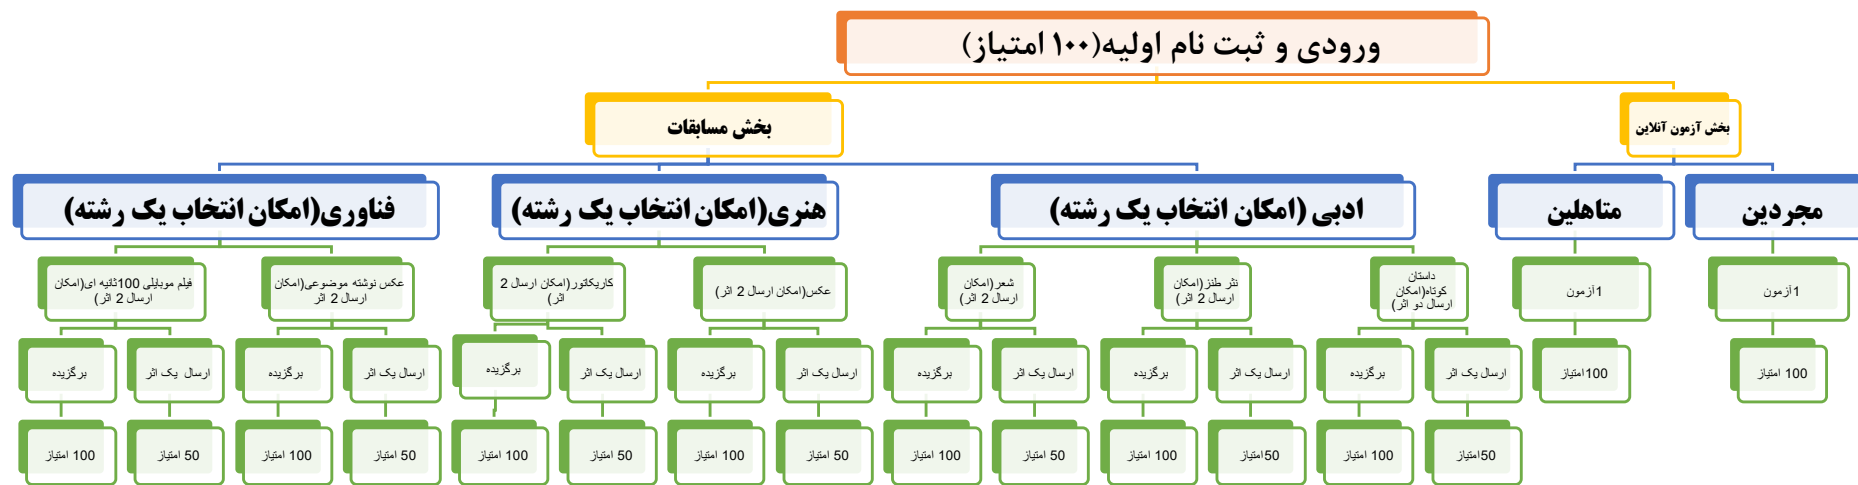 ورودی و ثبت نام اولیه(۱۰۰ امتیاز)
بخش آزمون آنلاین
بخش مسابقات
مجردین
متاهلین
ادبی (امکان انتخاب یک رشته)
هنری(امکان انتخاب یک رشته)
فناوری(امکان انتخاب یک رشته)
1آزمون
1آزمون
داستان
کوتاه(امکان
ارسال دو اثر)
نثر طنز(امکان
ارسال 2 اثر)
شعر(امکان
ارسال 2 اثر)
عکس(امکان ارسال 2 اثر)
کاریکاتور(امکان ارسال 2
اثر)
عکس نوشته موضوعی(امکان
ارسال 2 اثر
فیلم موبایلی 100ثانیه ای(امکان
ارسال 2 اثر)
100 امتیاز
100امتیاز
ارسال یک اثر
برگزیده
ارسال یک اثر
برگزیده
ارسال یک اثر
برگزیده
ارسال یک اثر
برگزیده
ارسال یک اثر
برگزیده
ارسال یک اثر
برگزیده
ارسال یک اثر
برگزیده
50امتیاز
100 امتیاز
50امتیاز
100 امتیاز
50 امتیاز
100 امتیاز
50 امتیاز
100 امتیاز
50 امتیاز
100 امتیاز
50 امتیاز
100 امتیاز
50 امتیاز
100 امتیاز